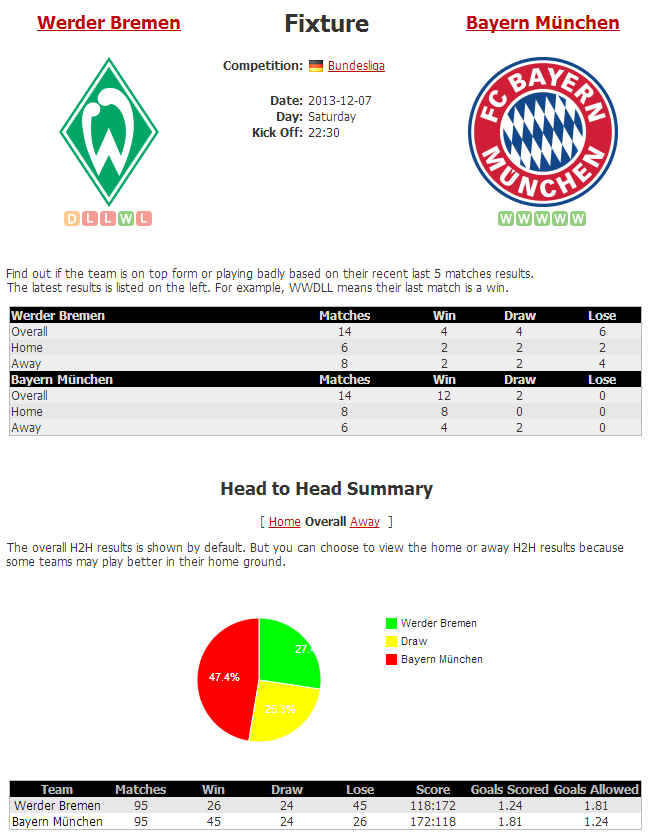 Werder Bremen
Fixture
Bayern München
Competition: Bundesliga
Date: 2013-12-07
Day: Saturday
Kick Off: 22:30
FC BAYERN
MÜNCHEN
W
D L L W L
W W W W W
Find out if the team is on top form or playing badly based on their recent last 5 matches results.
The latest results is listed on the left. For example, WWDLL means their last match is a win.
Werder Bremen Matches Win Draw Lose
Overall 14 4 4 6
Home 6 2 2 2
Away 8 2 2 4
Bayern München Matches Win Draw Lose
Overall 14 12 2 0
Home 8 8 0 0
Away 6 4 2 0
Head to Head Summary
[ Home Overall Away ]
The overall H2H results is shown by default. But you can choose to view the home or away H2H results because
some teams may play better in their home ground.
Werder Bremen
Draw
Bayern München
27.
47.4%
25.3%
Team Matches Win Draw Lose Score Goals Scored Goals Allowed
Werder Bremen 95 26 24 45 118:172 1.24 1.81
Bayern München 95 45 24 26 172:118 1.81 1.24